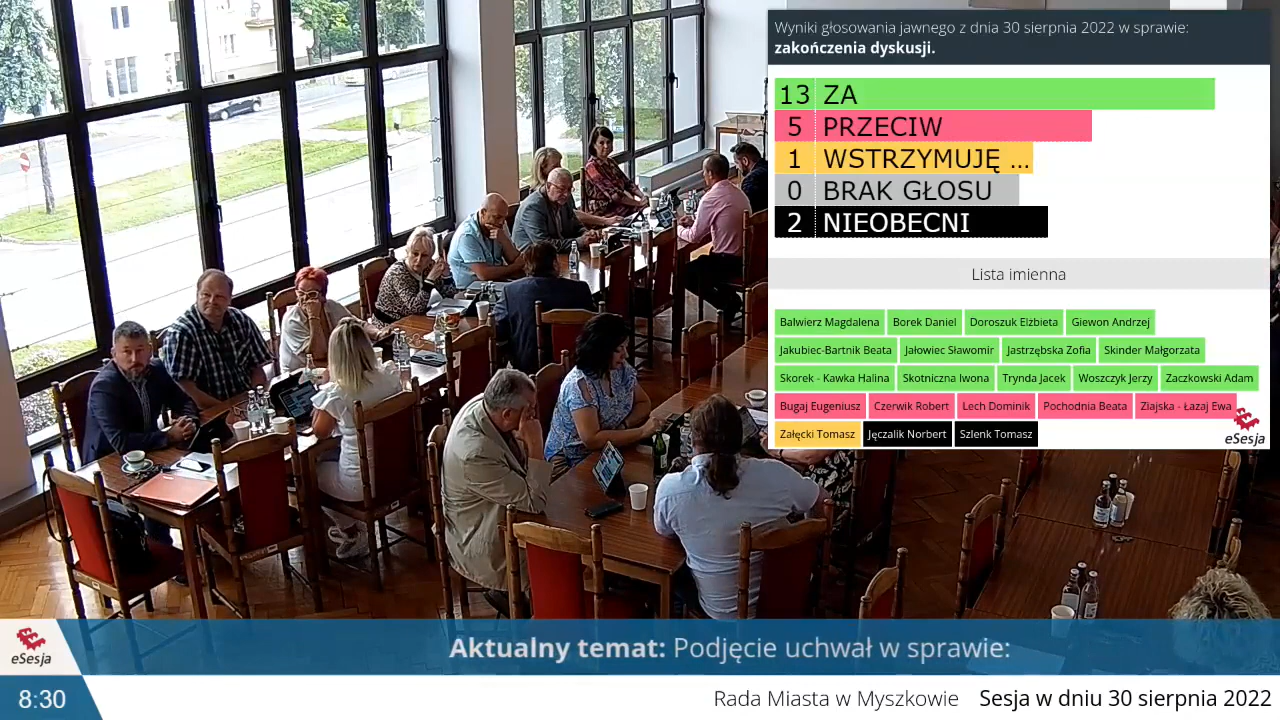 Wyniki głosowania jawnego z dnia 30 sierpnia 2022 w sprawie:
zakończenia dyskusji.
13 ZA
5 PRZECIW
1 WSTRZYMUJĘ ...
0 BRAK GŁOSU
2 NIEOBECNI
Lista imienna
Balwierz Magdalena Borek Daniel Doroszuk Elżbieta Giewon Andrzej
Jakubiec-Bartnik Beata Jałowiec Sławomir Jastrzębska Zofia Skinder Małgorzata
Skorek - Kawka Halina Skotniczna Iwona Trynda Jacek Woszczyk Jerzy Zaczkowski Adam
Bugaj Eugeniusz Czerwik Robert Lech Dominik Pochodnia Beata Ziajska - Łazaj Ewa
Załęcki Tomasz Jęczalik Norbert Szlenk Tomasz
eSesja
Aktualny temat: Podjęcie uchwał w sprawie:
eSesja
8:30
Rada Miasta w Myszkowie Sesja w dniu 30 sierpnia 2022